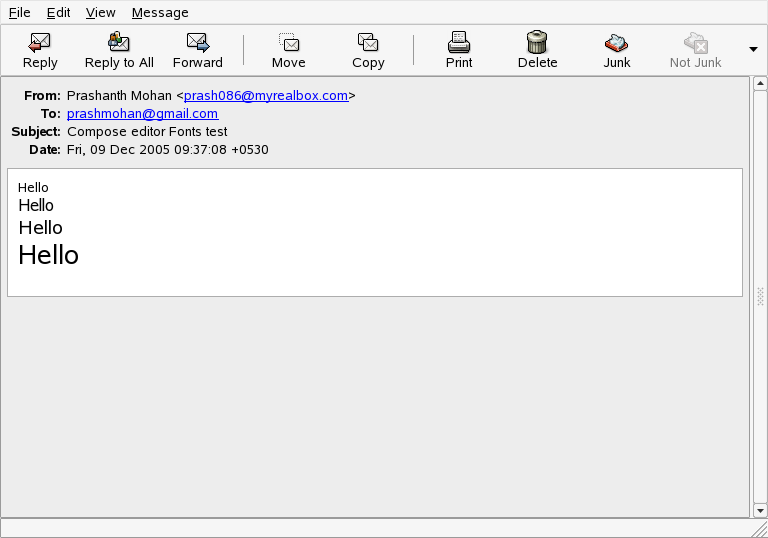 File Edit View Message
Reply Reply to All Forward Move Copy Print Delete Junk Not Junk
From: Prashanth Mohan <prash086@myrealbox.com>
To: prashmohan@gmail.com
Subject: Compose editor Fonts test
Date: Fri, 09 Dec 2005 09:37:08 +0530
Hello
Hello
Hello
Hello